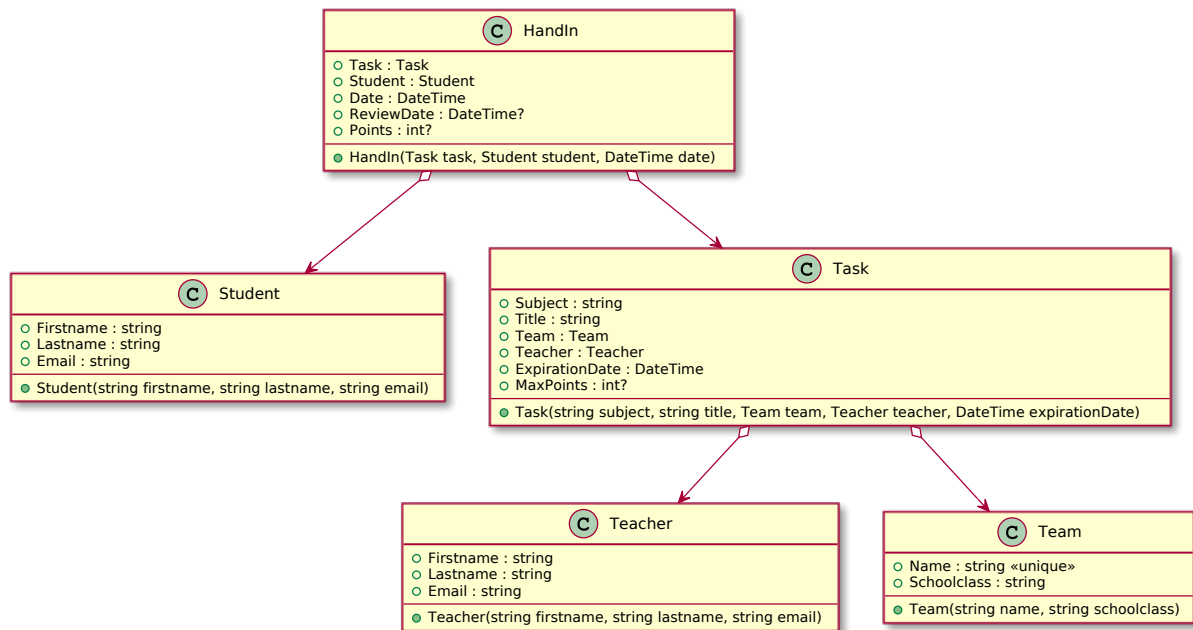 C HandIn
Task : Task
Student : Student
Date : DateTime
ReviewDate : DateTime?
Points : int?
HandIn(Task task, Student student, DateTime date)
C Student
Firstname : string
Lastname : string
Email : string
Student(string firstname, string lastname, string email)
C Task
Subject : string
Title : string
Team : Team
Teacher : Teacher
ExpirationDate : DateTime
MaxPoints : int?
Task(string subject, string title, Team team, Teacher teacher, DateTime expirationDate)
C Teacher
Firstname : string
Lastname : string
Email : string
Teacher(string firstname, string lastname, string email)
C Team
Name : string «unique»
Schoolclass : string
Team(string name, string schoolclass)